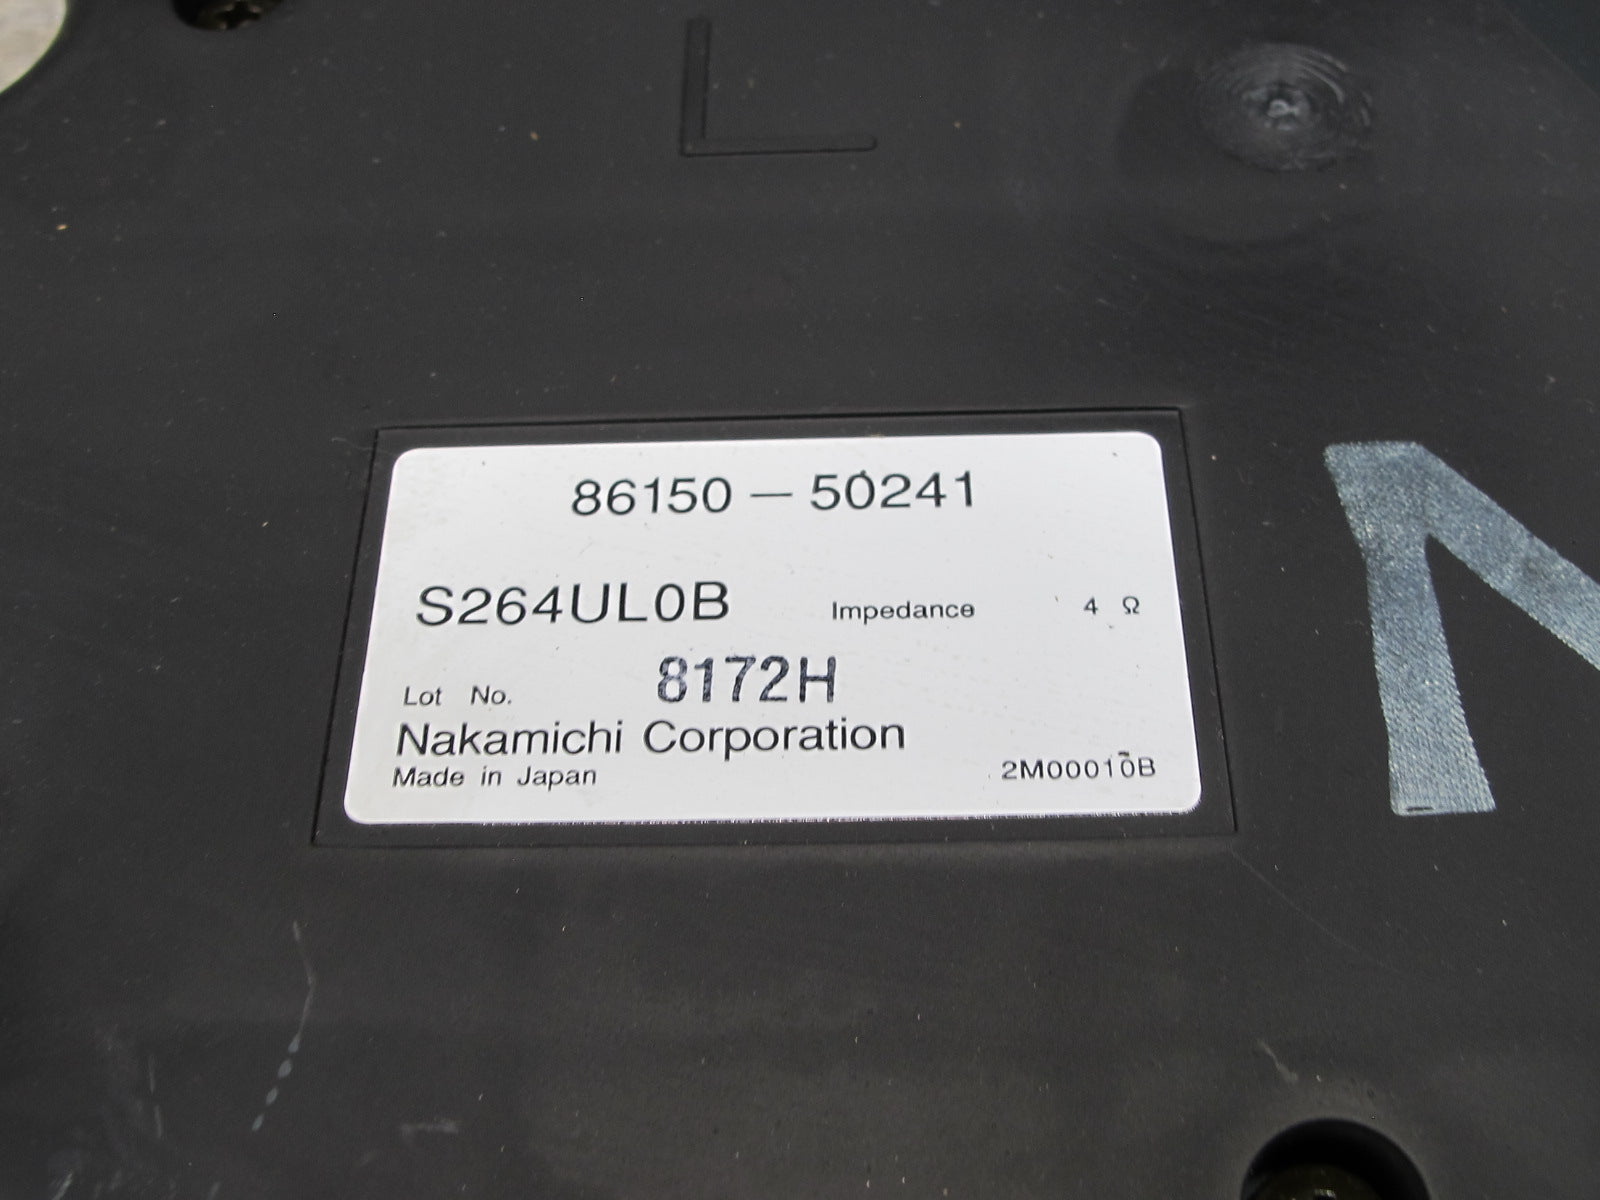 L
86150 — 50241
S264UL0B Impedance 4 Ω
Lot No. 8172H
Nakamichi Corporation
Made in Japan 2M00010B
N